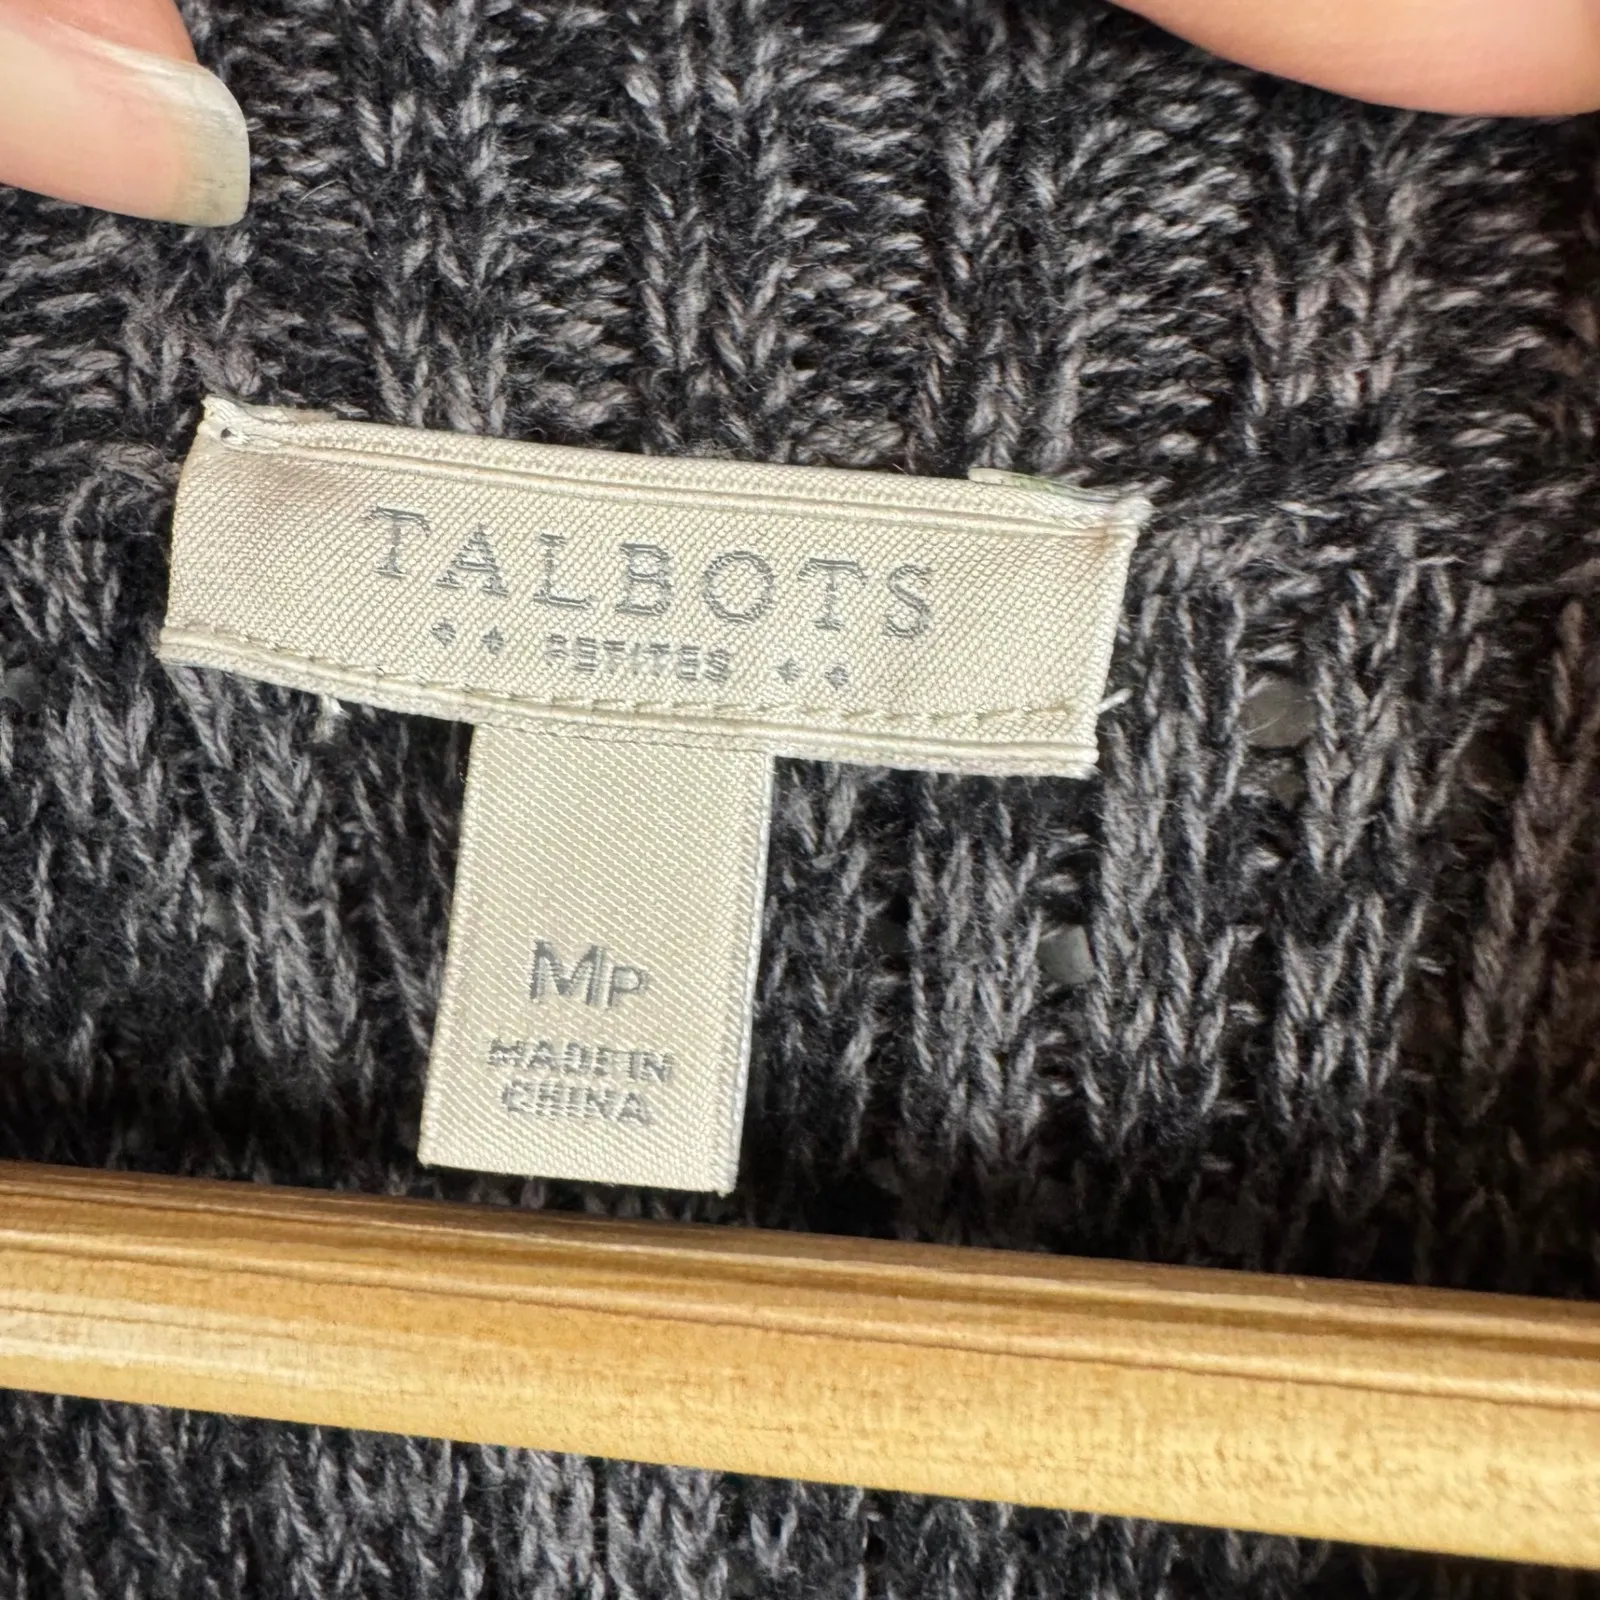 TALBOTS
PETITES
MP
MADE IN
CHINA